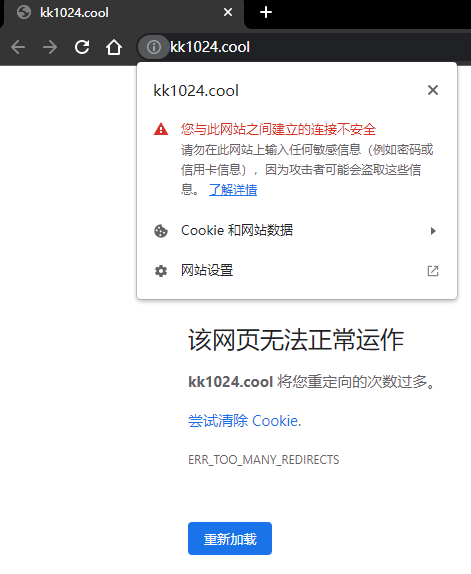 kk1024.cool
kk1024.cool
kk1024.cool
您与此网站之间建立的连接不安全
请勿在此网站上输入任何敏感信息（例如密码或
信用卡信息），因为攻击者可能会盗取这些信
息。 了解详情
Cookie 和网站数据
网站设置
该网页无法正常运作
kk1024.cool 将您重定向的次数过多。
尝试清除 Cookie.
ERR_TOO_MANY_REDIRECTS
重新加载